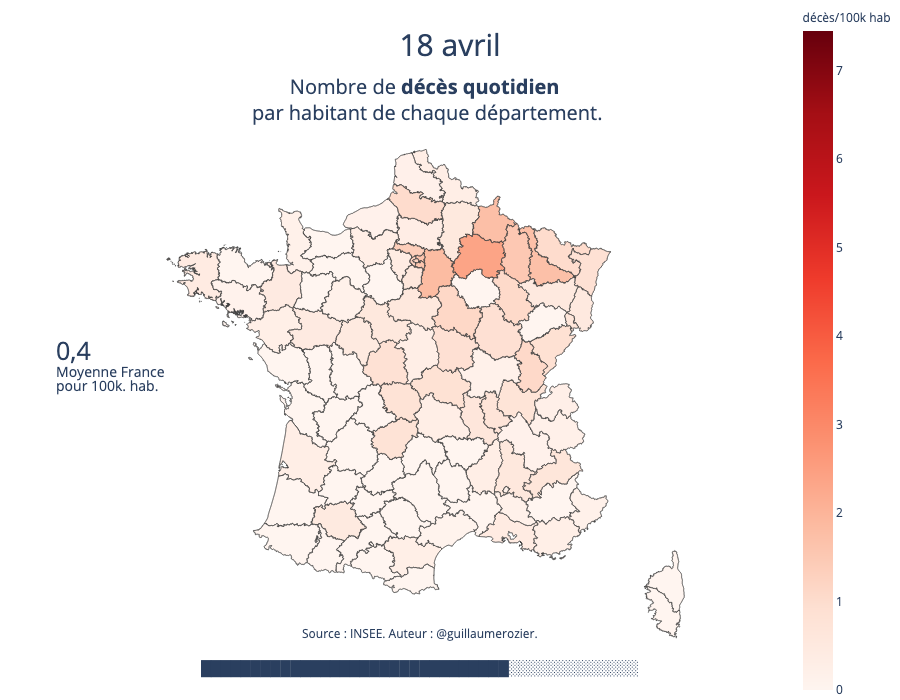 décès/100k hab
18 avril
Nombre de décès quotidien
par habitant de chaque département.
7
6
5
4
3
2
1
0
0,4
Moyenne France
pour 100k. hab.
Source : INSEE. Auteur : @guillaumerozier.